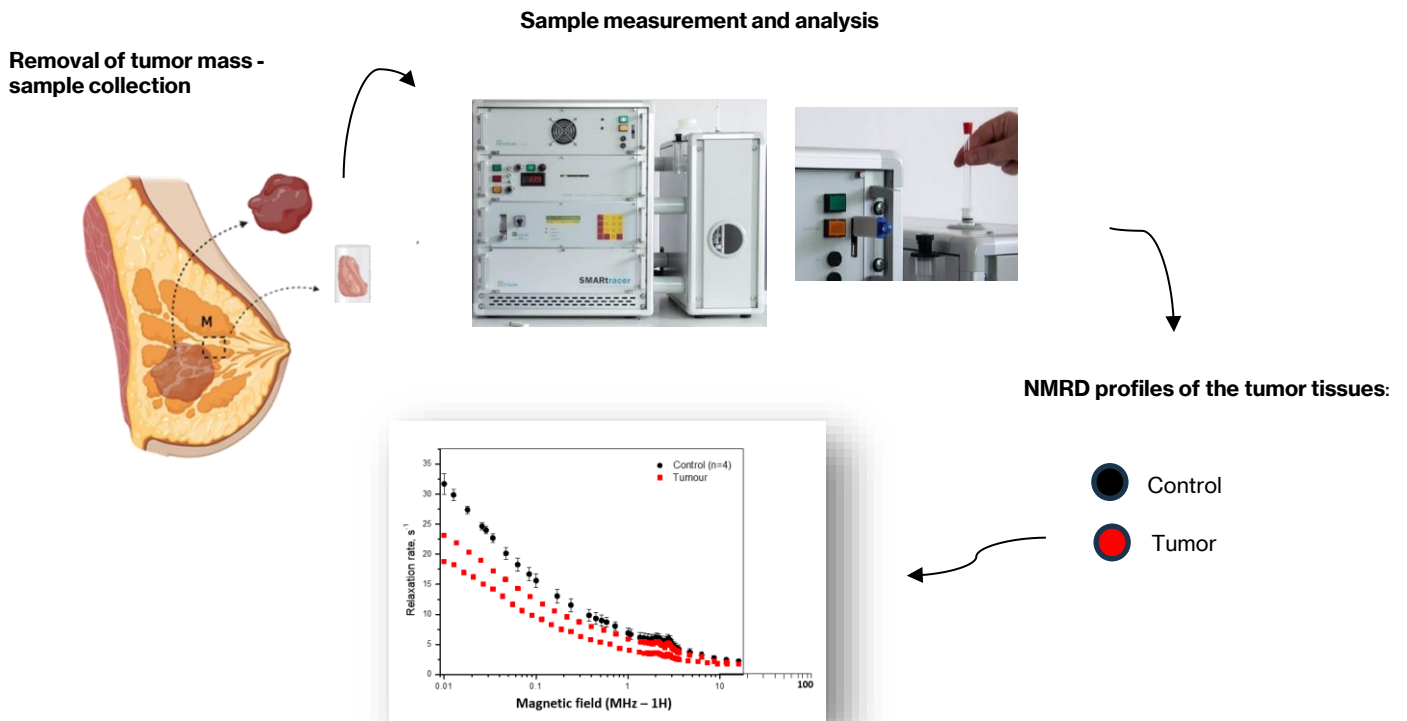 Sample measurement and analysis
Removal of tumor mass -
sample collection
M
SMARtracer
NMRD profiles of the tumor tissues:
Control
Tumor
Control (n=4)
Tumour
Relaxation rate, s⁻¹
35
30
25
20
15
10
5
0
0.01
0.1
1
10
100
Magnetic field (MHz – 1H)